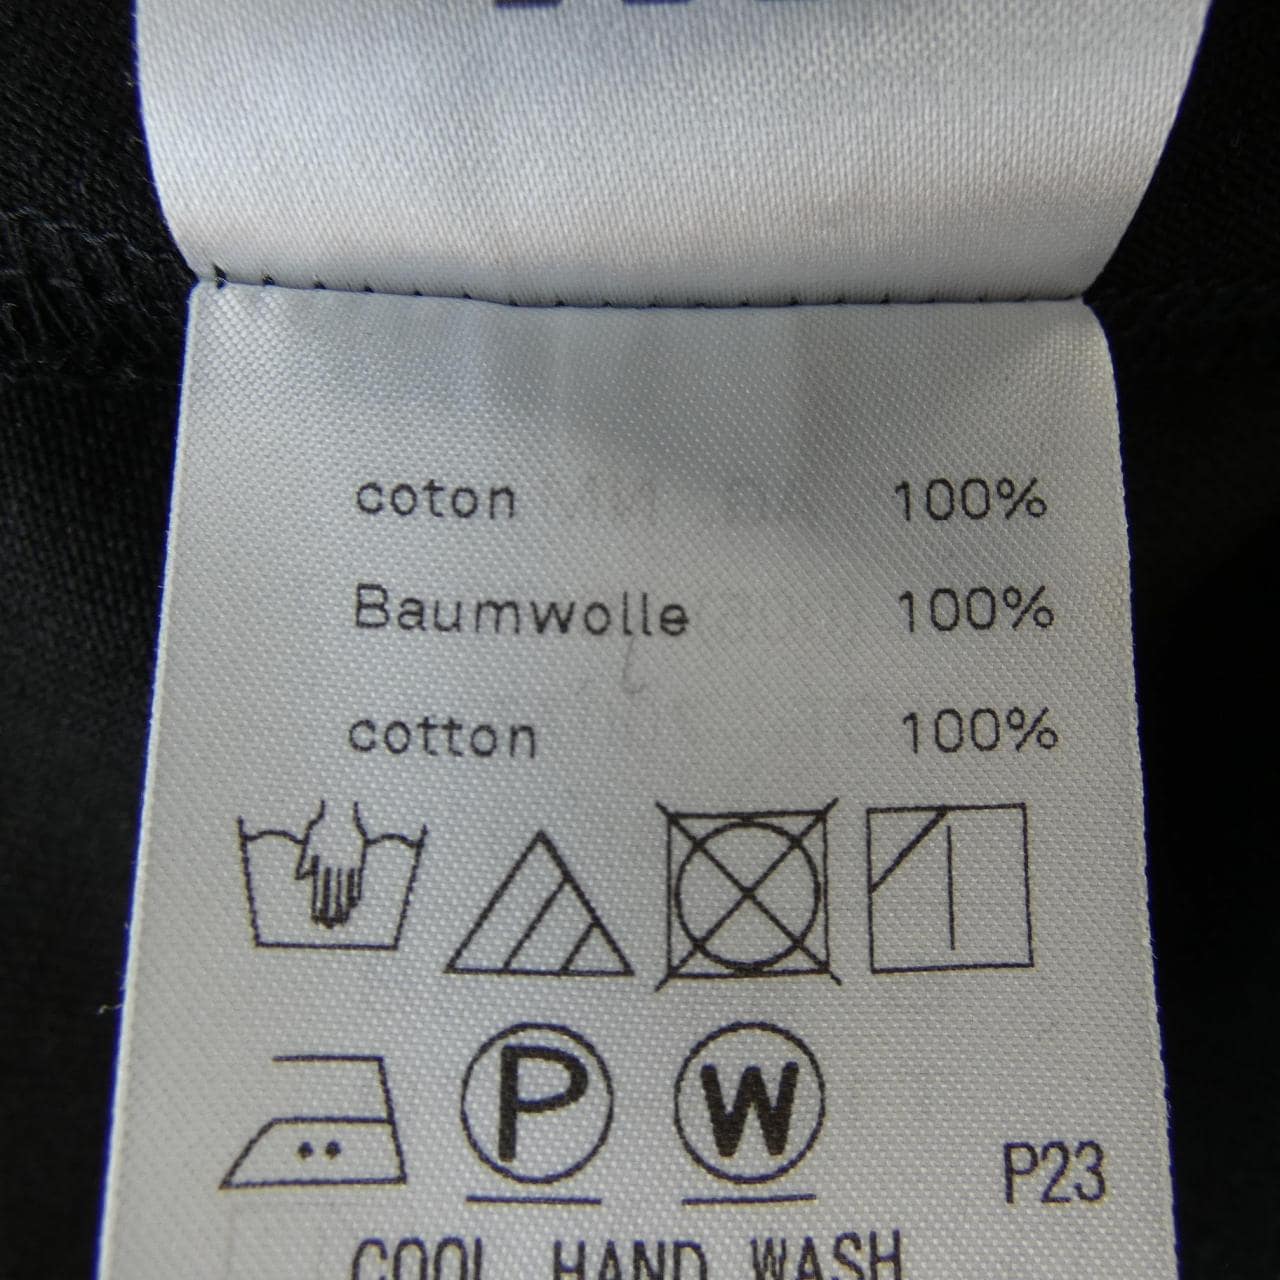 coton 100%
Baumwolle 100%
cotton 100%
P W
P23
COOL HAND WASH